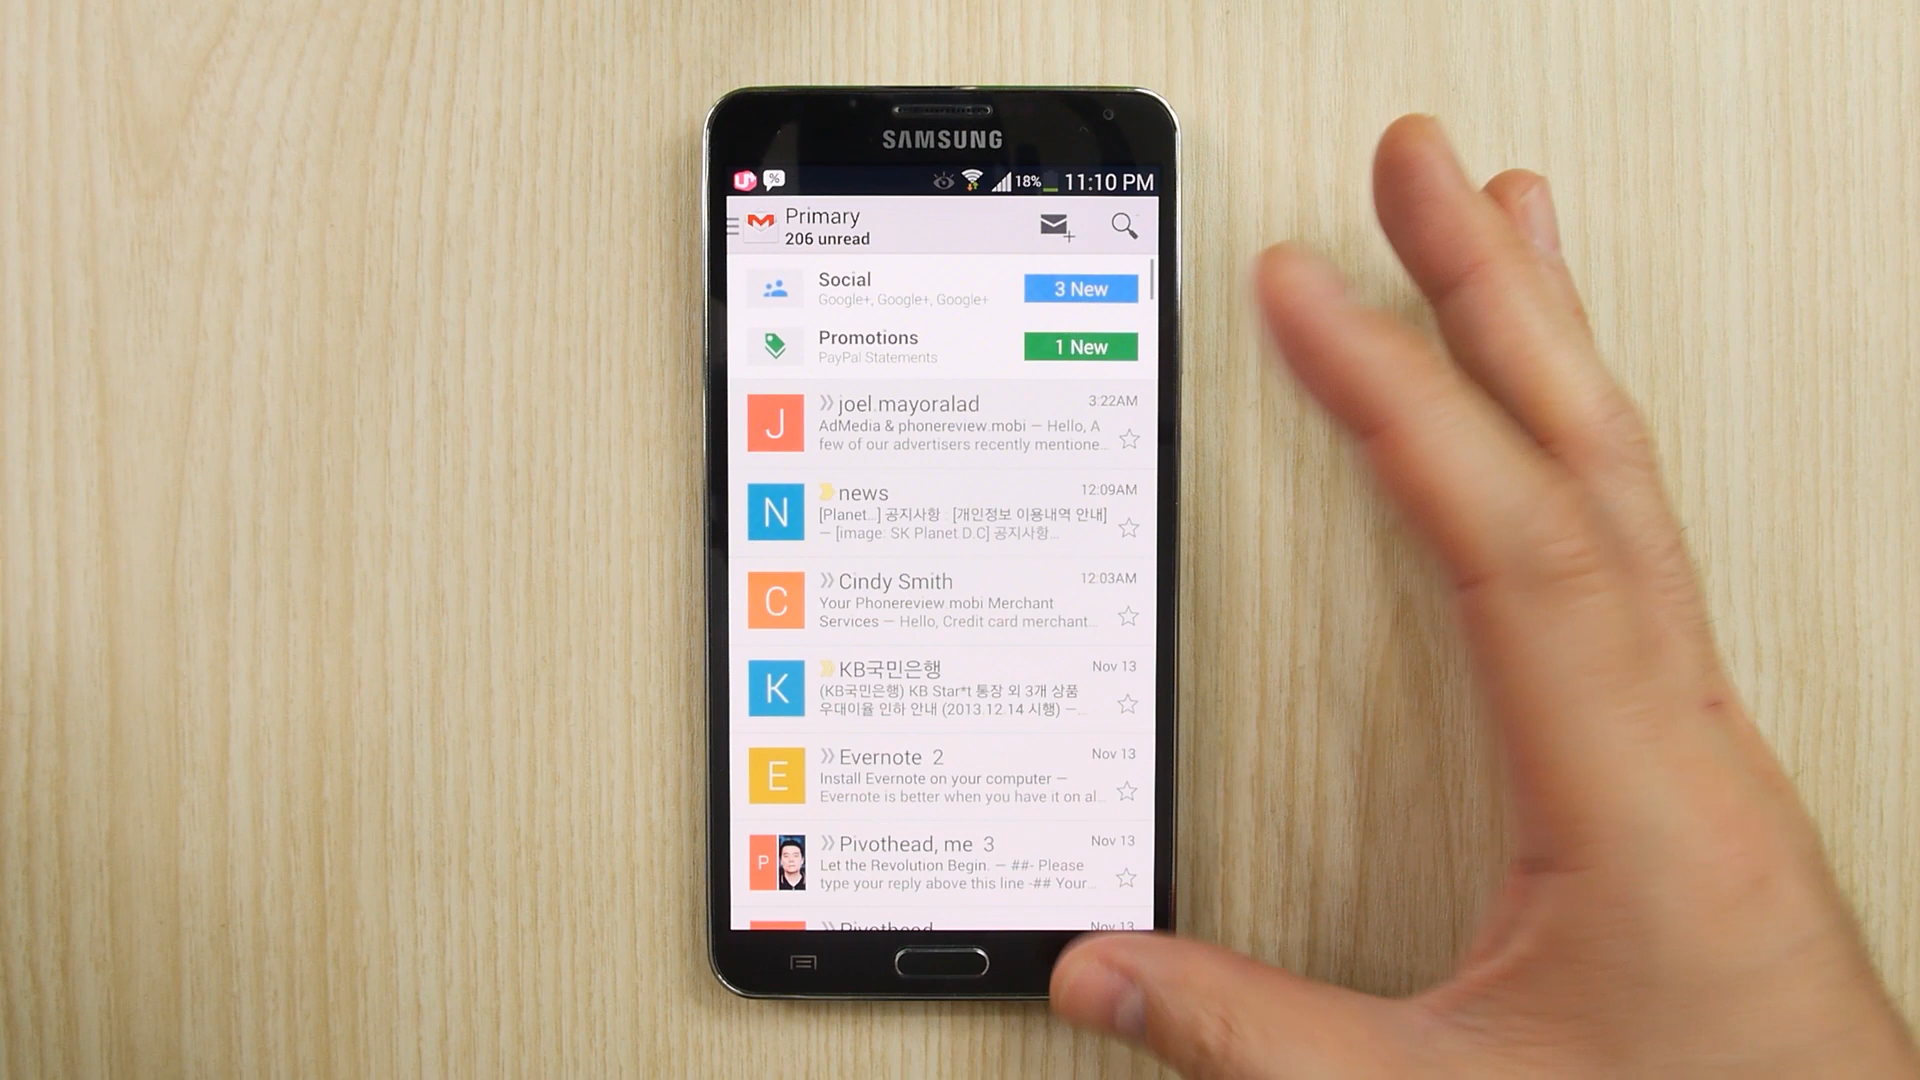 SAMSUNG
U+ % 18% 11:10 PM
Primary
206 unread
Social
Google+, Google+, Google+
3 New
Promotions
PayPal Statements
1 New
J
joel.mayoralad
3:22AM
AdMedia & phonereview.mobi — Hello, A
few of our advertisers recently mentione...
N
news
12:09AM
[Planet...] 공지사항 : [개인정보 이용내역 안내]
— [image: SK Planet.D.C] 공지사항...
C
Cindy Smith
12:03AM
Your Phonereview mobi Merchant
Services — Hello, Credit card merchant...
K
KB국민은행
Nov 13
(KB국민은행) KB Star*t 통장 외 3개 상품
우대이율 인하 안내 (2013.12.14 시행) —...
E
Evernote 2
Nov 13
Install Evernote on your computer —
Evernote is better when you have it on al...
P
Pivothead, me 3
Nov 13
Let the Revolution Begin. — ##- Please
type your reply above this line -## Your...
Pivothead
Nov 13